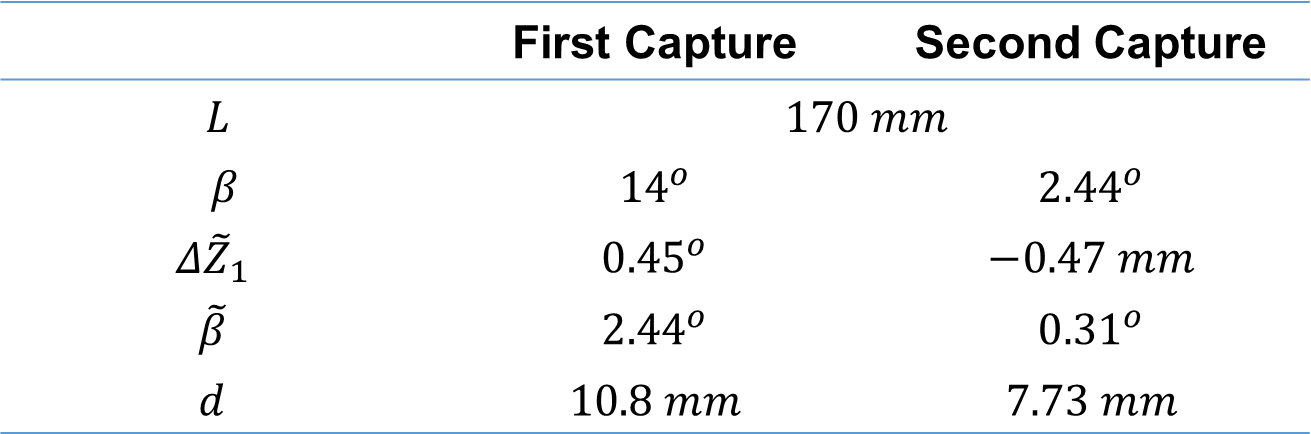 First Capture Second Capture
L 170 mm
β 14° 2.44°
ΔZ̃₁ 0.45° −0.47 mm
β̃ 2.44° 0.31°
d 10.8 mm 7.73 mm